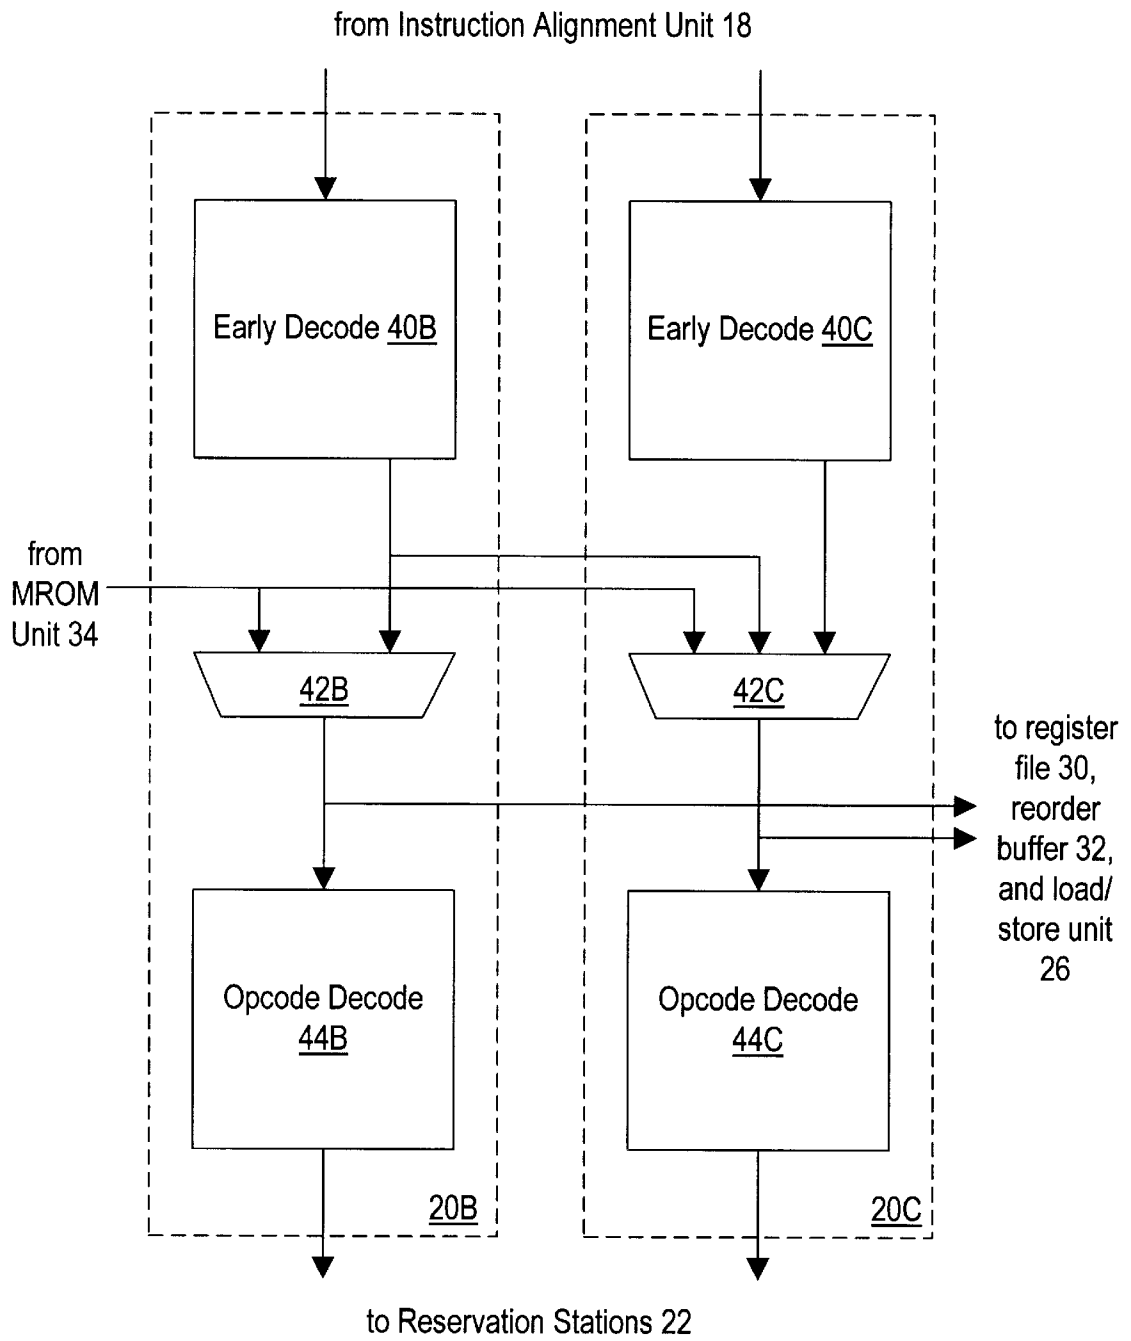 from Instruction Alignment Unit 18
Early Decode 40B
Early Decode 40C
from
MROM
Unit 34
42B
42C
to register
file 30,
reorder
buffer 32,
and load/
store unit
26
Opcode Decode
44B
Opcode Decode
44C
20B
20C
to Reservation Stations 22